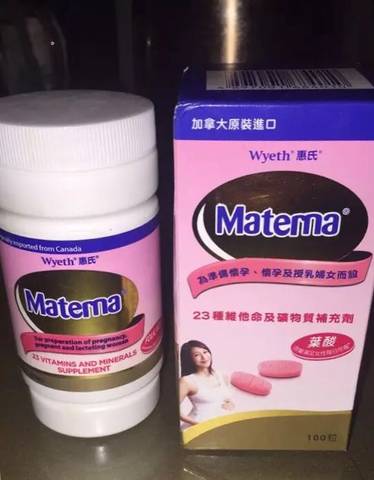 ginally imported from Canada
Wyeth® 惠氏®
Materna
For preparation of pregnancy,
pregnant and lactating woman
23 VITAMINS AND MINERALS
SUPPLEMENT
加拿大原裝進口
Wyeth® 惠氏®
Materna®
為準備懷孕、懷孕及授乳婦女而設
23種維他命及礦物質補充劑
葉酸
100粒